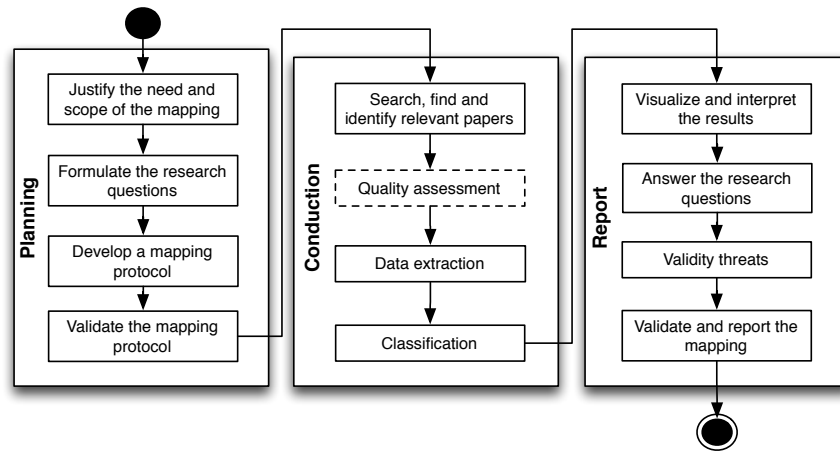 Planning
Justify the need and
scope of the mapping
Formulate the research
questions
Develop a mapping
protocol
Validate the mapping
protocol
Conduction
Search, find and
identify relevant papers
Quality assessment
Data extraction
Classification
Report
Visualize and interpret
the results
Answer the research
questions
Validity threats
Validate and report the
mapping